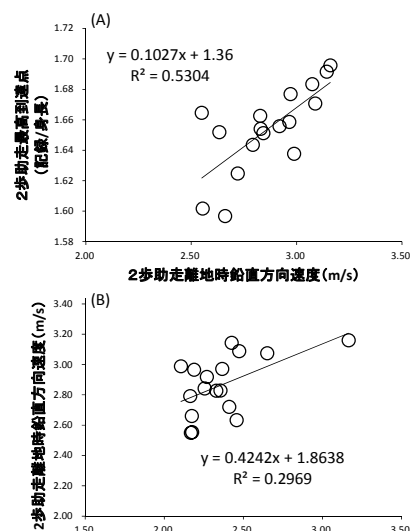 (A)
y = 0.1027x + 1.36
R² = 0.5304
2歩助走最高到達点
(記録/身長)
1.70
1.68
1.66
1.64
1.62
1.60
1.58
2.00 2.50 3.00 3.50
2歩助走離地時鉛直方向速度(m/s)
(B)
2歩助走離地時鉛直方向速度(m/s)
3.40
3.20
3.00
2.80
2.60
2.40
2.20
2.00
y = 0.4242x + 1.8638
R² = 0.2969
1.50 2.00 2.50 3.00 3.50